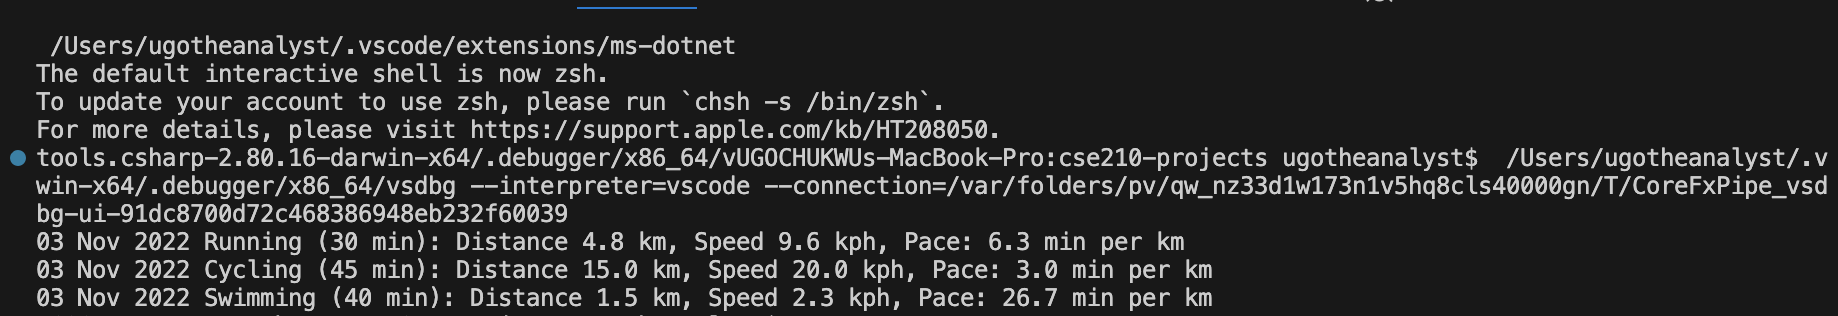 /Users/ugotheanalyst/.vscode/extensions/ms-dotnet
The default interactive shell is now zsh.
To update your account to use zsh, please run `chsh -s /bin/zsh`.
For more details, please visit https://support.apple.com/kb/HT208050.
tools.csharp-2.80.16-darwin-x64/.debugger/x86_64/vUGOCHUKWUs-MacBook-Pro:cse210-projects ugotheanalyst$  /Users/ugotheanalyst/.v
win-x64/.debugger/x86_64/vsdbg --interpreter=vscode --connection=/var/folders/pv/qw_nz33d1w173n1v5hq8cls40000gn/T/CoreFxPipe_vsd
bg-ui-91dc8700d72c468386948eb232f60039
03 Nov 2022 Running (30 min): Distance 4.8 km, Speed 9.6 kph, Pace: 6.3 min per km
03 Nov 2022 Cycling (45 min): Distance 15.0 km, Speed 20.0 kph, Pace: 3.0 min per km
03 Nov 2022 Swimming (40 min): Distance 1.5 km, Speed 2.3 kph, Pace: 26.7 min per km